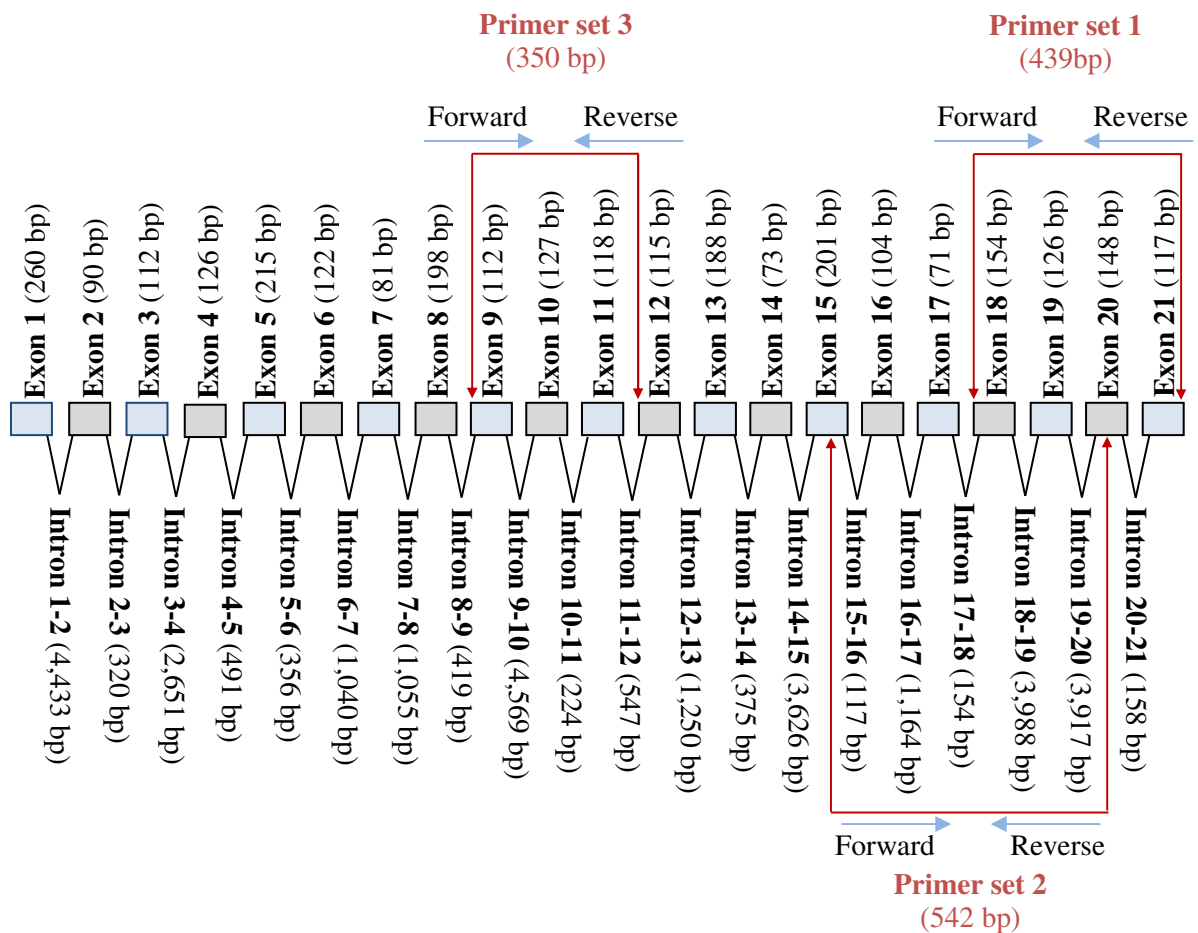 Primer set 3
(350 bp)
Primer set 1
(439bp)
Forward
Reverse
Forward
Reverse
Exon 1 (260 bp)
Exon 2 (90 bp)
Exon 3 (112 bp)
Exon 4 (126 bp)
Exon 5 (215 bp)
Exon 6 (122 bp)
Exon 7 (81 bp)
Exon 8 (198 bp)
Exon 9 (112 bp)
Exon 10 (127 bp)
Exon 11 (118 bp)
Exon 12 (115 bp)
Exon 13 (188 bp)
Exon 14 (73 bp)
Exon 15 (201 bp)
Exon 16 (104 bp)
Exon 17 (71 bp)
Exon 18 (154 bp)
Exon 19 (126 bp)
Exon 20 (148 bp)
Exon 21 (117 bp)
Intron 1-2 (4,433 bp)
Intron 2-3 (320 bp)
Intron 3-4 (2,651 bp)
Intron 4-5 (491 bp)
Intron 5-6 (356 bp)
Intron 6-7 (1,040 bp)
Intron 7-8 (1,055 bp)
Intron 8-9 (419 bp)
Intron 9-10 (4,569 bp)
Intron 10-11 (224 bp)
Intron 11-12 (547 bp)
Intron 12-13 (1,250 bp)
Intron 13-14 (375 bp)
Intron 14-15 (3,626 bp)
Intron 15-16 (117 bp)
Intron 16-17 (1,164 bp)
Intron 17-18 (154 bp)
Intron 18-19 (3,988 bp)
Intron 19-20 (3,917 bp)
Intron 20-21 (158 bp)
Forward
Reverse
Primer set 2
(542 bp)